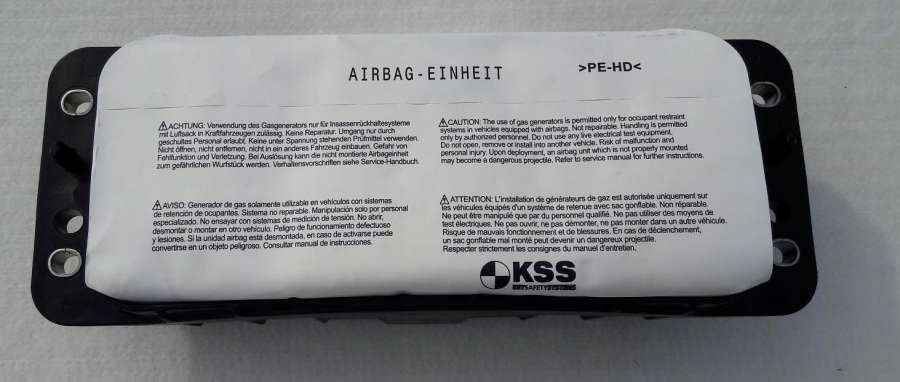 AIRBAG-EINHEIT >PE-HD<
⚠ACHTUNG: Verwendung des Gasgenerators nur für Insassenrückhaltesysteme
mit Luftsack in Kraftfahrzeugen zulässig. Keine Reparatur. Umgang nur durch
geschultes Personal erlaubt. Keine unter Spannung stehenden Prüfmittel verwenden.
Nicht öffnen, nicht entfernen, nicht in ein anderes Fahrzeug einbauen. Gefahr von
Fehlfunktion und Verletzung. Bei Auslösung kann die nicht montierte Airbageinheit
zum gefährlichen Wurfstück werden. Verhaltensvorschriften siehe Service-Handbuch.
⚠CAUTION: The use of gas generators is permitted only for occupant restraint
systems in vehicles equipped with airbags. Not repairable. Handling is permitted
only by authorized personnel. Do not use any live electrical test equipment.
Do not open, remove or install into another vehicle. Risk of malfunction and
personal injury. Upon deployment, an airbag unit which is not properly mounted
may become a dangerous projectile. Refer to service manual for further instructions.
⚠AVISO: Generador de gas solamente utilizable en vehículos con sistemas
de retención de ocupantes. Sistema no reparable. Manipulación solo por personal
especializado. No ensayar con sistemas de medición de tensión. No abrir,
desmontar o montar en otro vehículo. Peligro de funcionamiento defectuoso
y lesiones. Si la unidad airbag está desmontada, en caso de activarse puede
convertirse en un objeto peligroso. Consultar manual de instrucciones.
⚠ATTENTION: L'installation de générateurs de gaz est autorisée uniquement sur
les véhicules équipés d'un système de retenue avec sac gonflable. Non réparable.
Ne peut être manipulé que par du personnel qualifié. Ne pas utiliser des moyens de
test électriques. Ne pas ouvrir, ne pas démonter, ne pas monter dans un autre véhicule.
Risque de mauvais fonctionnement et de blessures. En cas de déclenchement,
un sac gonflable mal monté peut devenir un dangereux projectile.
Respecter strictement les consignes du manuel d'entretien.
KSS
KEYSAFETYSYSTEMS